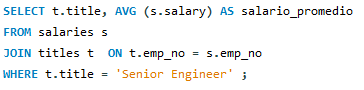 SELECT t.title, AVG (s.salary) AS salario_promedio
FROM salaries s
JOIN titles t  ON t.emp_no = s.emp_no
WHERE t.title = 'Senior Engineer' ;